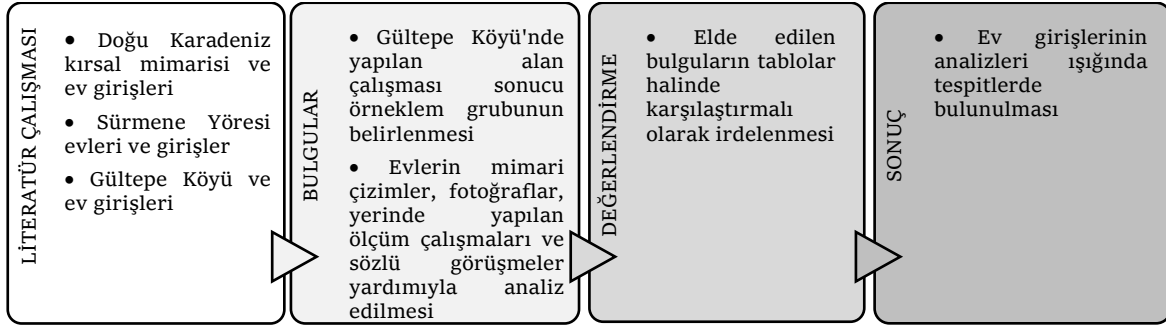 LİTERATÜR ÇALIŞMASI
• Doğu Karadeniz
kırsal mimarisi ve
ev girişleri
• Sürmene Yöresi
evleri ve girişler
• Gültepe Köyü ve
ev girişleri
BULGULAR
• Gültepe Köyü'nde
yapılan alan
çalışması sonucu
örneklem grubunun
belirlenmesi
• Evlerin mimari
çizimler, fotoğraflar,
yerinde yapılan
ölçüm çalışmaları ve
sözlü görüşmeler
yardımıyla analiz
edilmesi
DEĞERLENDİRME
• Elde edilen
bulguların tablolar
halinde
karşılaştırmalı
olarak irdelenmesi
SONUÇ
• Ev girişlerinin
analizleri ışığında
tespitlerde
bulunulması